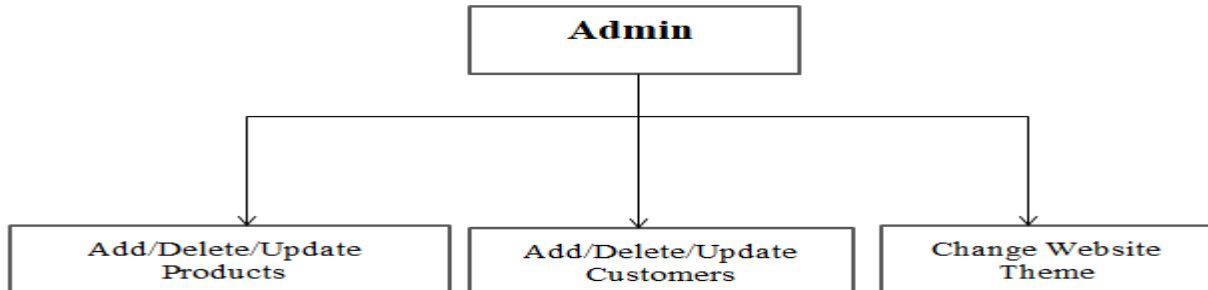 Admin
Add/Delete/Update
Products
Add/Delete/Update
Customers
Change Website
Theme